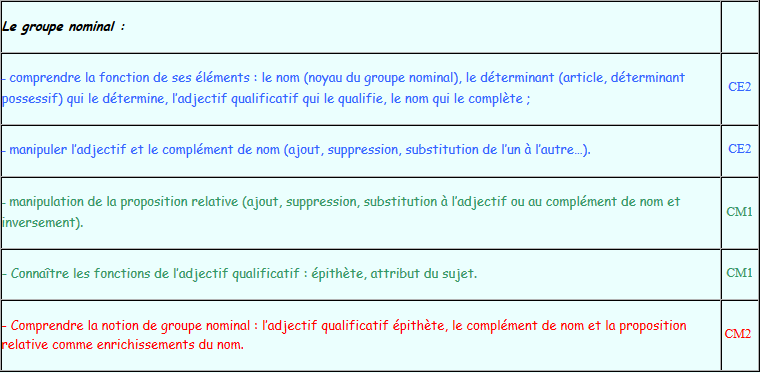 Le groupe nominal :
- comprendre la fonction de ses éléments : le nom (noyau du groupe nominal), le déterminant (article, déterminant
possessif) qui le détermine, l’adjectif qualificatif qui le qualifie, le nom qui le complète ;
CE2
- manipuler l’adjectif et le complément de nom (ajout, suppression, substitution de l’un à l’autre…).
CE2
- manipulation de la proposition relative (ajout, suppression, substitution à l’adjectif ou au complément de nom et
inversement).
CM1
- Connaître les fonctions de l’adjectif qualificatif : épithète, attribut du sujet.
CM1
- Comprendre la notion de groupe nominal : l’adjectif qualificatif épithète, le complément de nom et la proposition
relative comme enrichissements du nom.
CM2